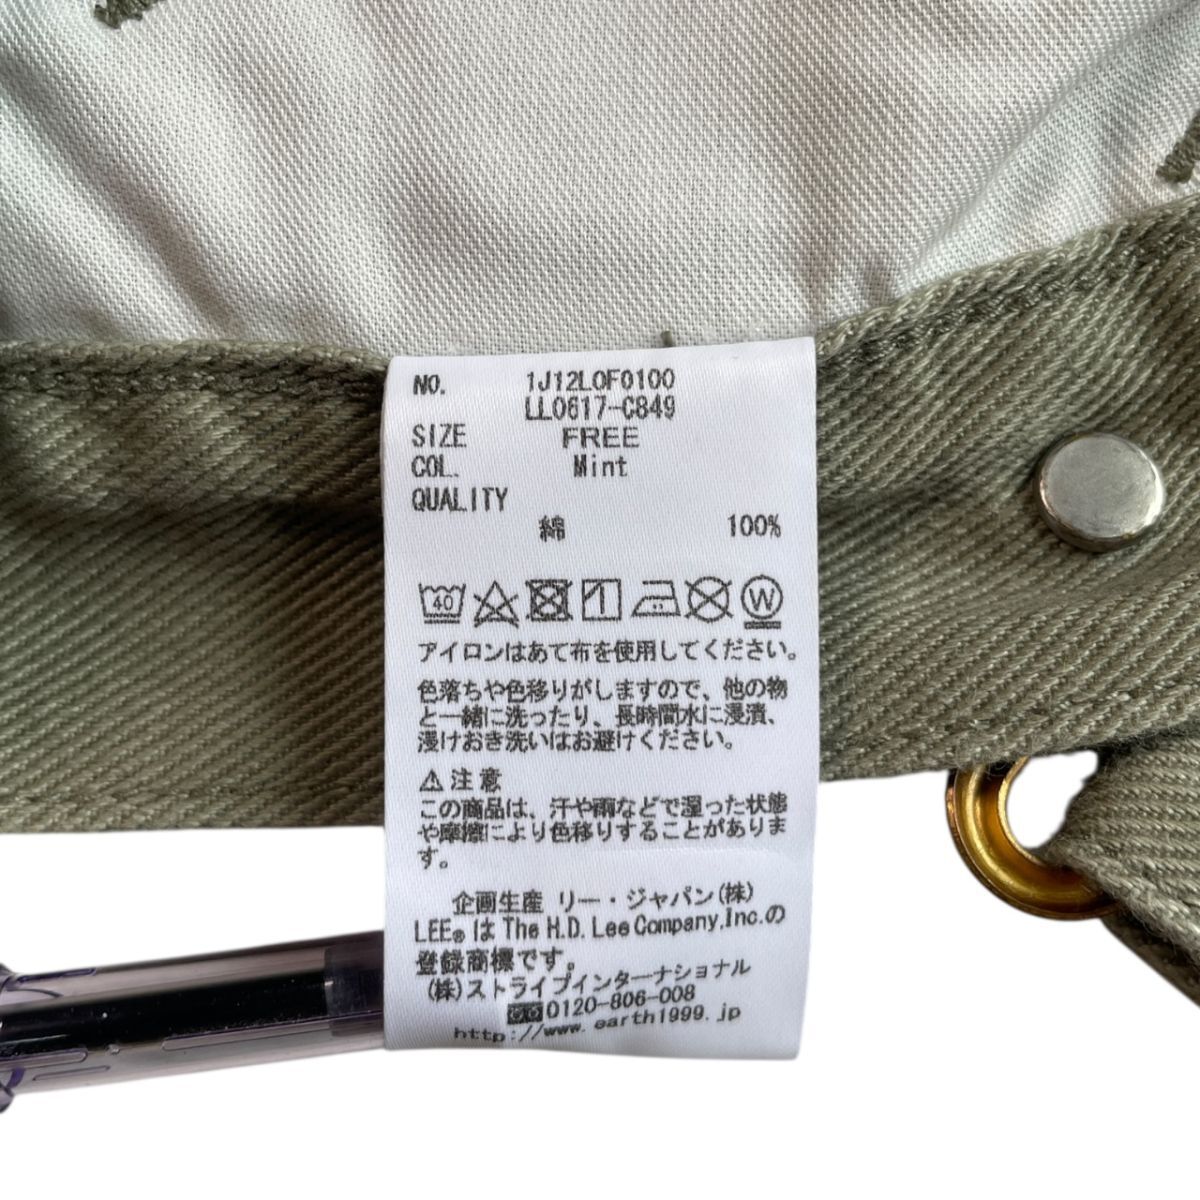 NO. 1J12L0F0100
LL0617-C849
SIZE FREE
COL. Mint
QUALITY
綿 100%
40 W
アイロンはあて布を使用してください。
色落ちや色移りがしますので、他の物
と一緒に洗ったり、長時間水に浸漬、
浸けおき洗いはお避けください。
⚠注意
この商品は、汗や雨などで湿った状態
や摩擦により色移りすることがありま
す。
企画生産 リー・ジャパン(株)
LEE®は The H.D. Lee Company,Inc.の
登録商標です。
(株)ストライプインターナショナル
0120-806-008
http://www.earth1999.jp